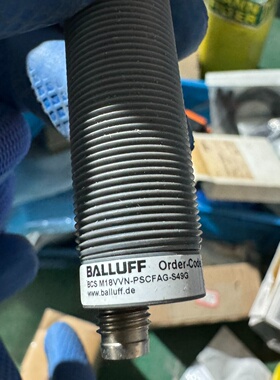 BALLUFF Order-Code
BCS M18VVN-PSCFAG-S49G
www.balluff.de